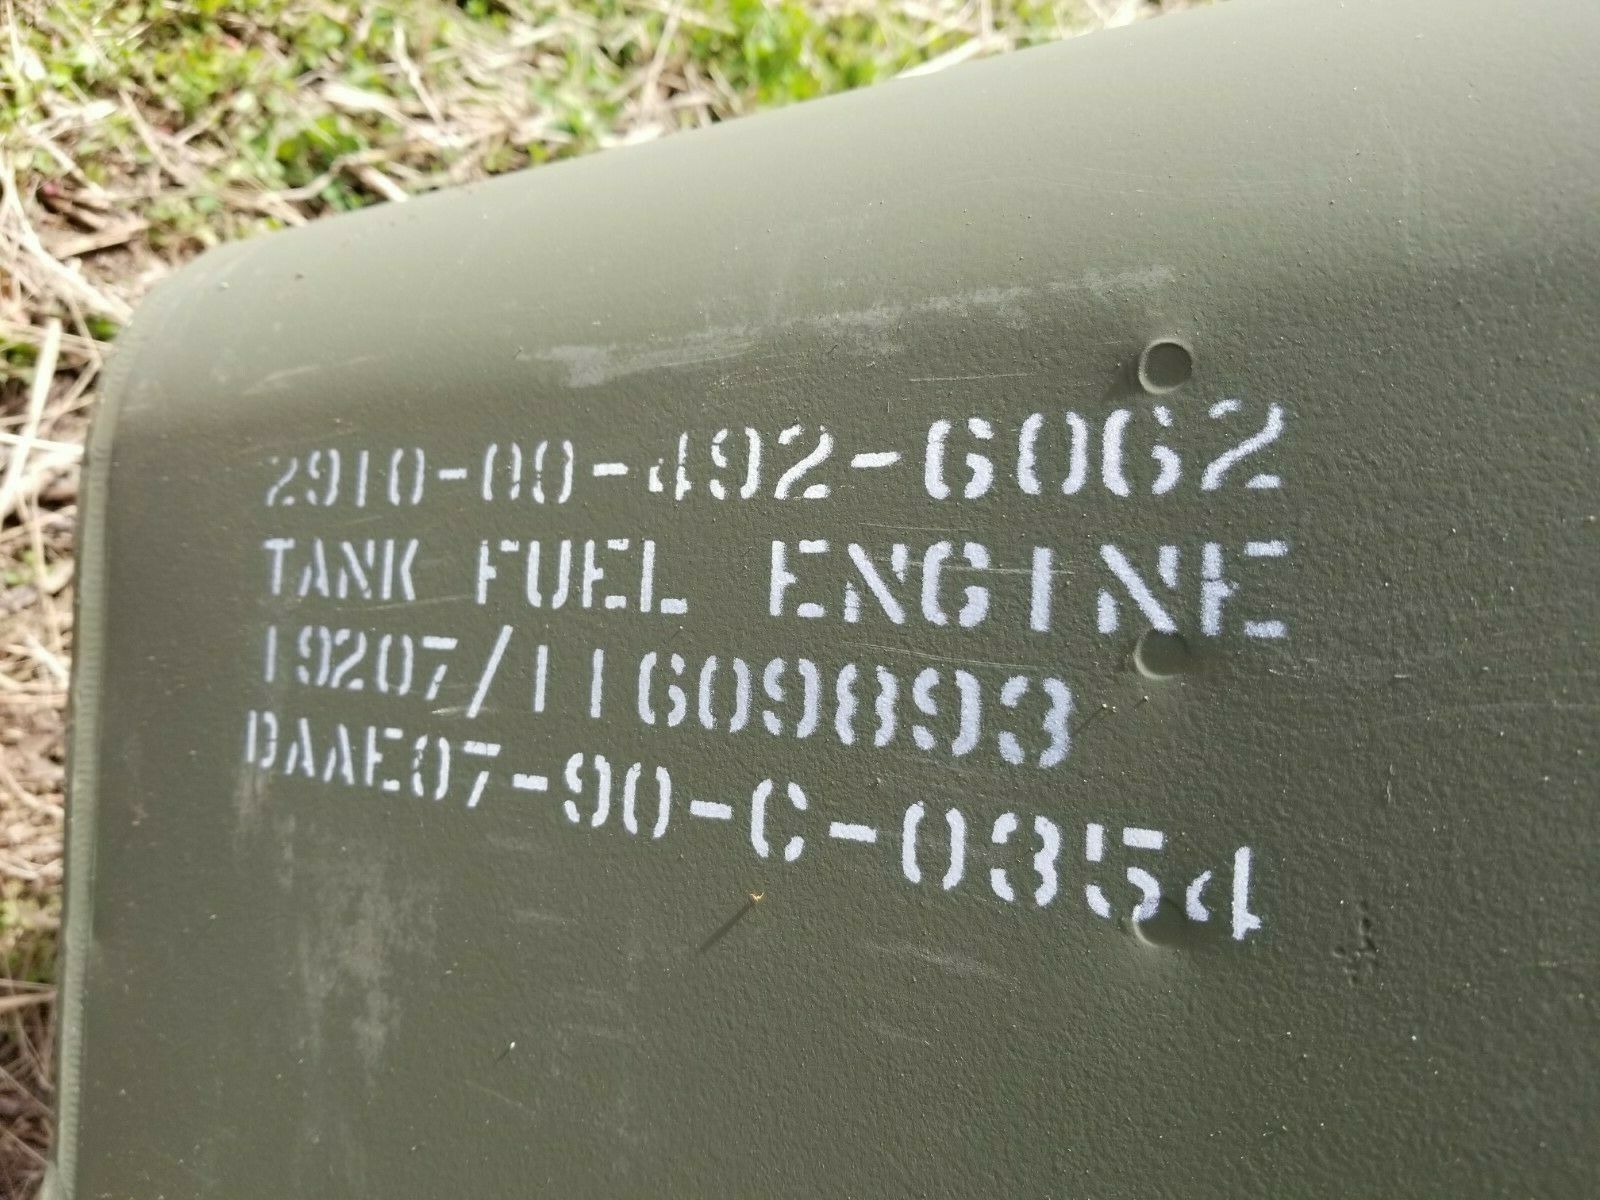 2910-00-492-6062
TANK FUEL ENGINE
19207/11609893
DAAE07-90-C-0354